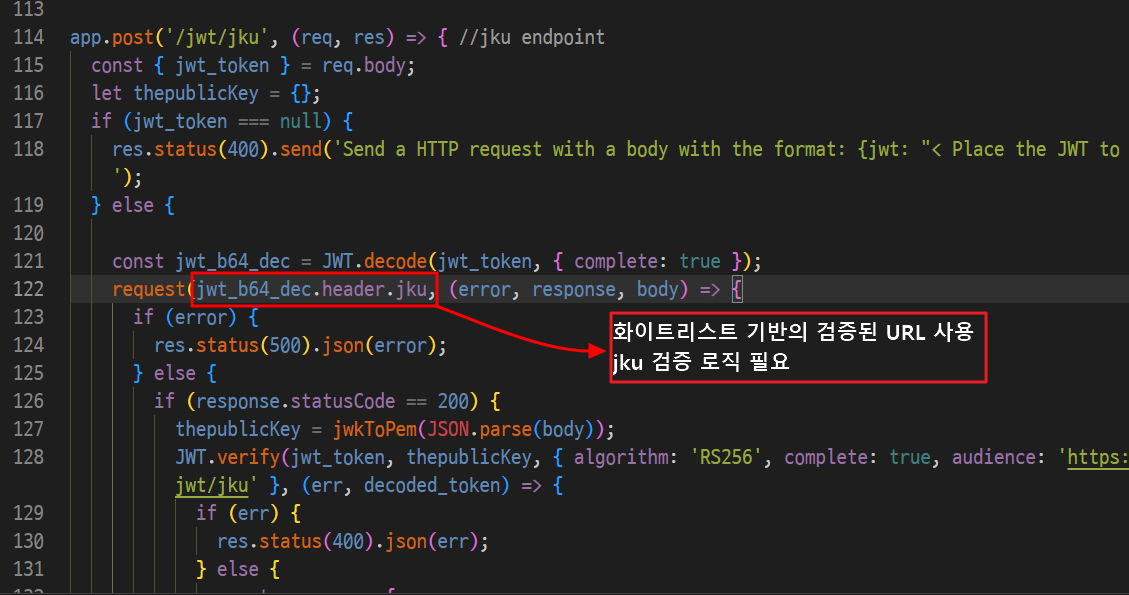 113
114 app.post('/jwt/jku', (req, res) => { //jku endpoint
115 const { jwt_token } = req.body;
116 let thepublicKey = {};
117 if (jwt_token === null) {
118 res.status(400).send('Send a HTTP request with a body with the format: {jwt: "< Place the JWT to
');
119 } else {
120
121 const jwt_b64_dec = JWT.decode(jwt_token, { complete: true });
122 request(jwt_b64_dec.header.jku, (error, response, body) => {
123 if (error) {
화이트리스트 기반의 검증된 URL 사용
124 res.status(500).json(error);
jku 검증 로직 필요
125 } else {
126 if (response.statusCode == 200) {
127 thepublicKey = jwkToPem(JSON.parse(body));
128 JWT.verify(jwt_token, thepublicKey, { algorithm: 'RS256', complete: true, audience: 'https:
jwt/jku' }, (err, decoded_token) => {
129 if (err) {
130 res.status(400).json(err);
131 } else {